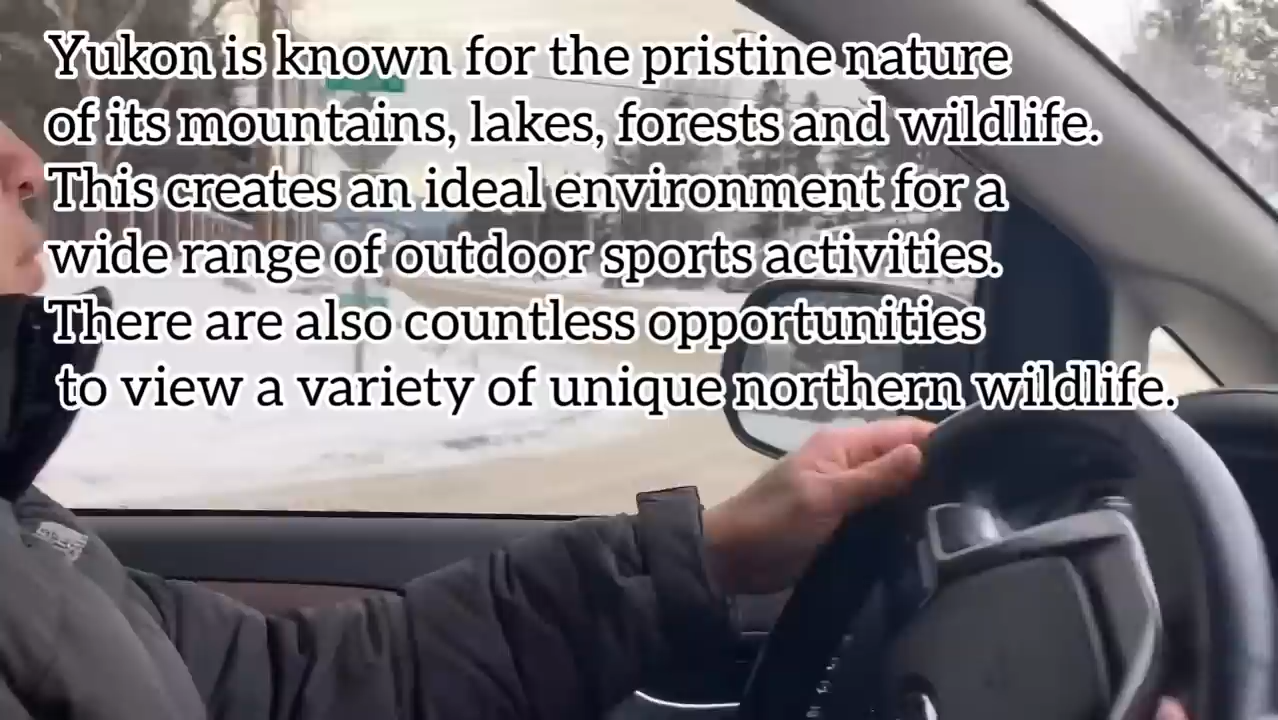 Yukon is known for the pristine nature
of its mountains, lakes, forests and wildlife.
This creates an ideal environment for a
wide range of outdoor sports activities.
There are also countless opportunities
to view a variety of unique northern wildlife.